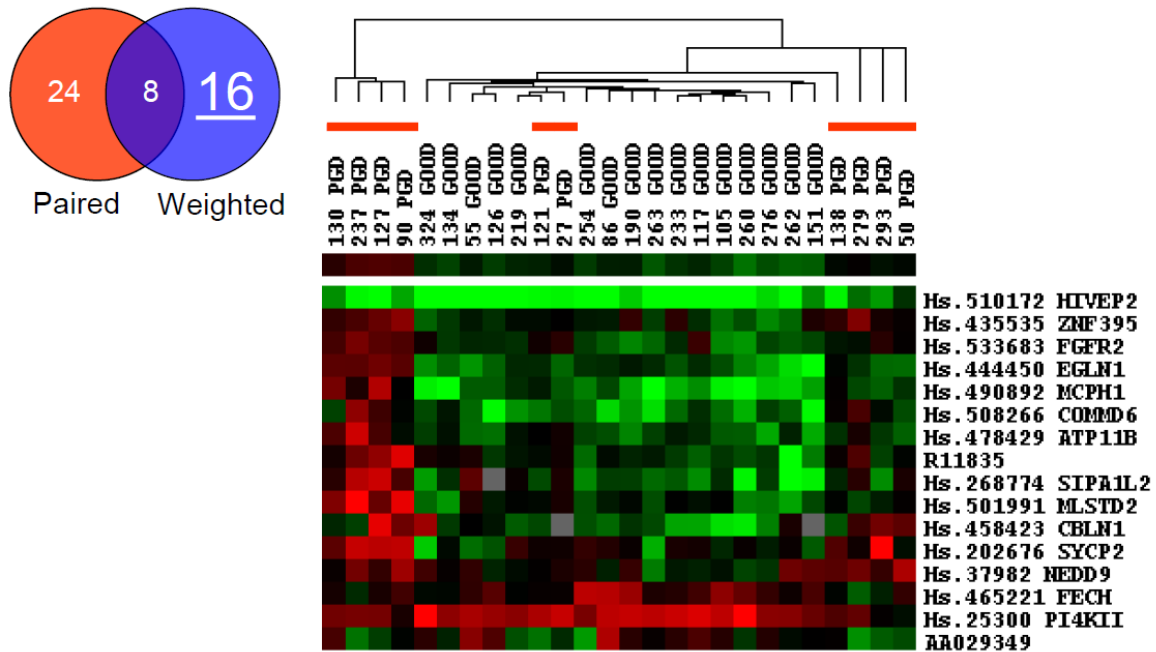 24
8
16
Paired
Weighted
130 PGD
237 PGD
127 PGD
90 PGD
324 GOOD
134 GOOD
55 GOOD
126 GOOD
219 GOOD
121 PGD
27 PGD
254 GOOD
86 GOOD
190 GOOD
263 GOOD
233 GOOD
117 GOOD
105 GOOD
260 GOOD
276 GOOD
262 GOOD
151 GOOD
138 PGD
279 PGD
293 PGD
50 PGD
Hs.510172 HIVEP2
Hs.435535 ZNF395
Hs.533683 FGFR2
Hs.444450 EGLN1
Hs.490892 MCPH1
Hs.508266 COMMD6
Hs.478429 ATP11B
R11835
Hs.268774 SIPA1L2
Hs.501991 MLSTD2
Hs.458423 CBLN1
Hs.202676 SYCP2
Hs.37982 NEDD9
Hs.465221 FECH
Hs.25300 PI4KII
AA029349